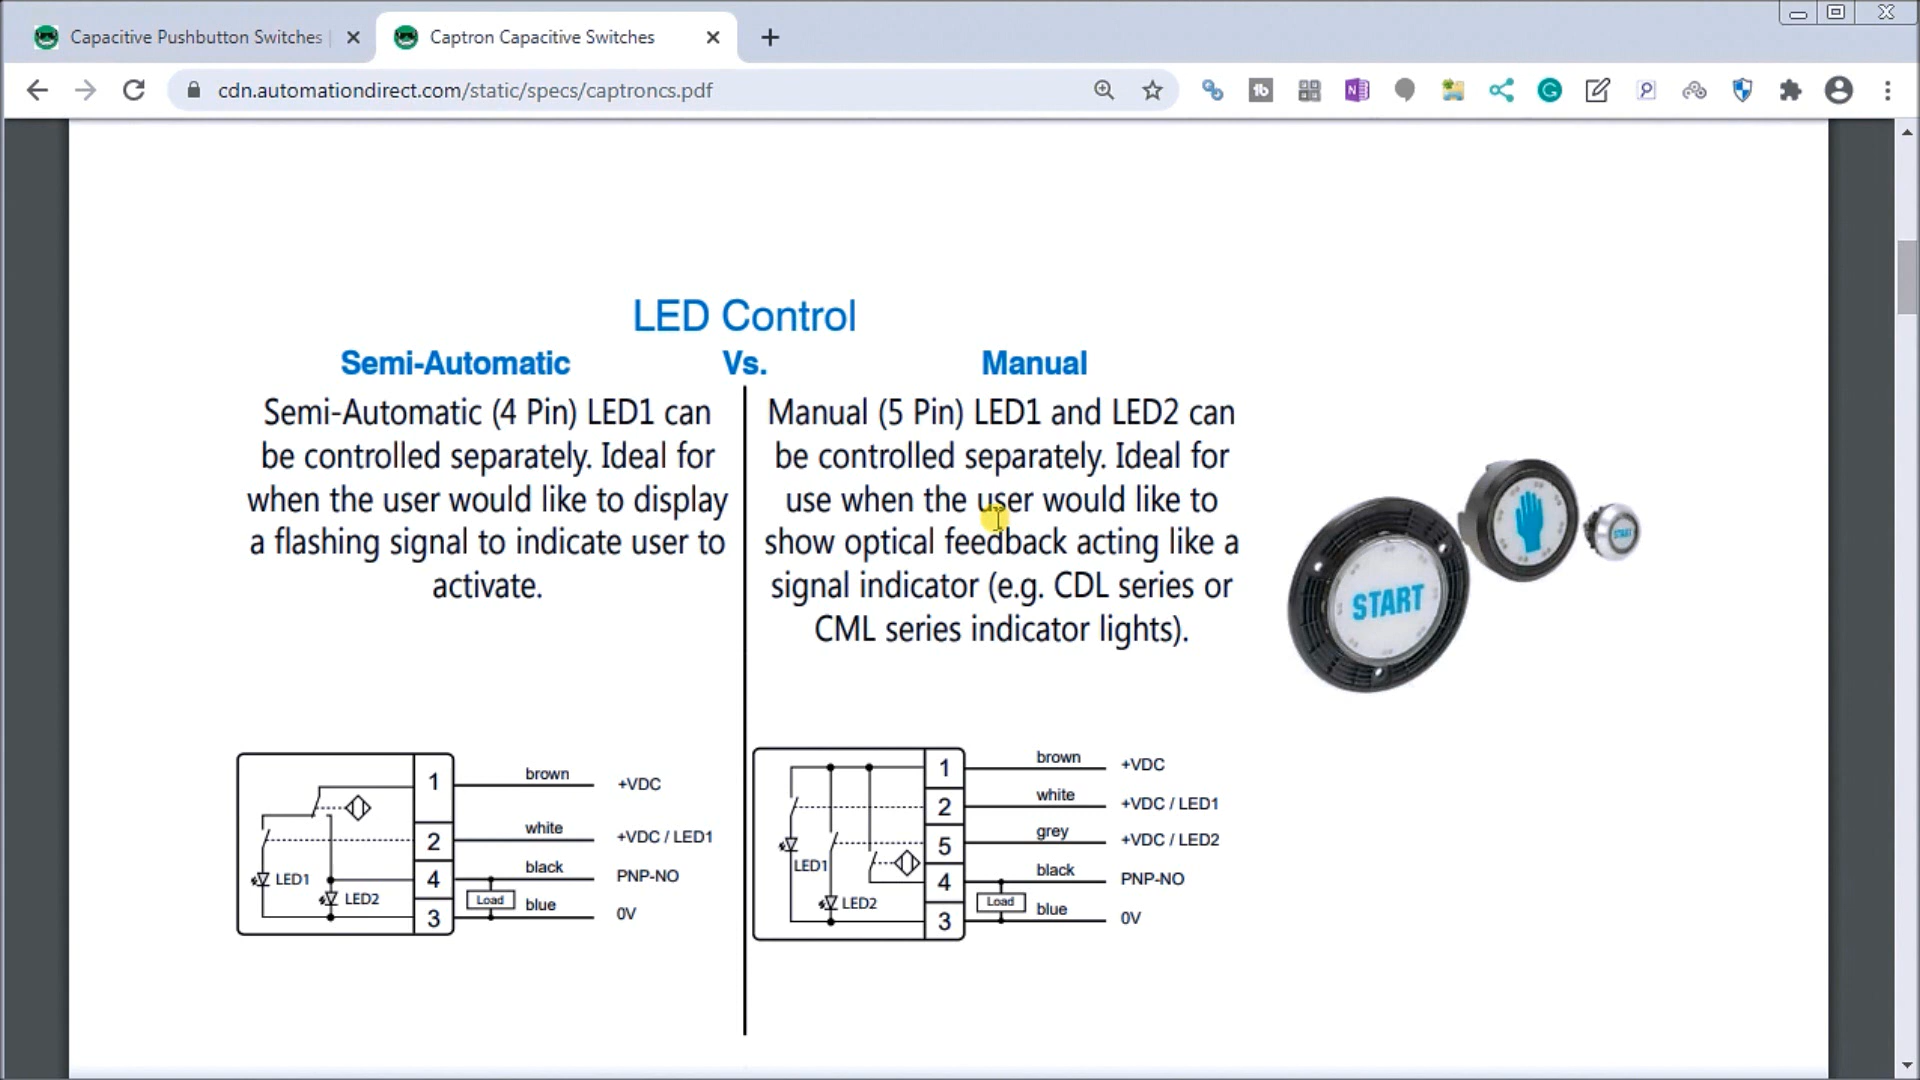 Capacitive Pushbutton Switches |
Captron Capacitive Switches
cdn.automationdirect.com/static/specs/captroncs.pdf
LED Control
Semi-Automatic Vs. Manual
Semi-Automatic (4 Pin) LED1 can
be controlled separately. Ideal for
when the user would like to display
a flashing signal to indicate user to
activate.
Manual (5 Pin) LED1 and LED2 can
be controlled separately. Ideal for
use when the user would like to
show optical feedback acting like a
signal indicator (e.g. CDL series or
CML series indicator lights).
START
START
1 brown +VDC
2 white +VDC / LED1
4 black PNP-NO
3 blue 0V
LED1
LED2
Load
1 brown +VDC
2 white +VDC / LED1
5 grey +VDC / LED2
4 black PNP-NO
3 blue 0V
LED1
LED2
Load